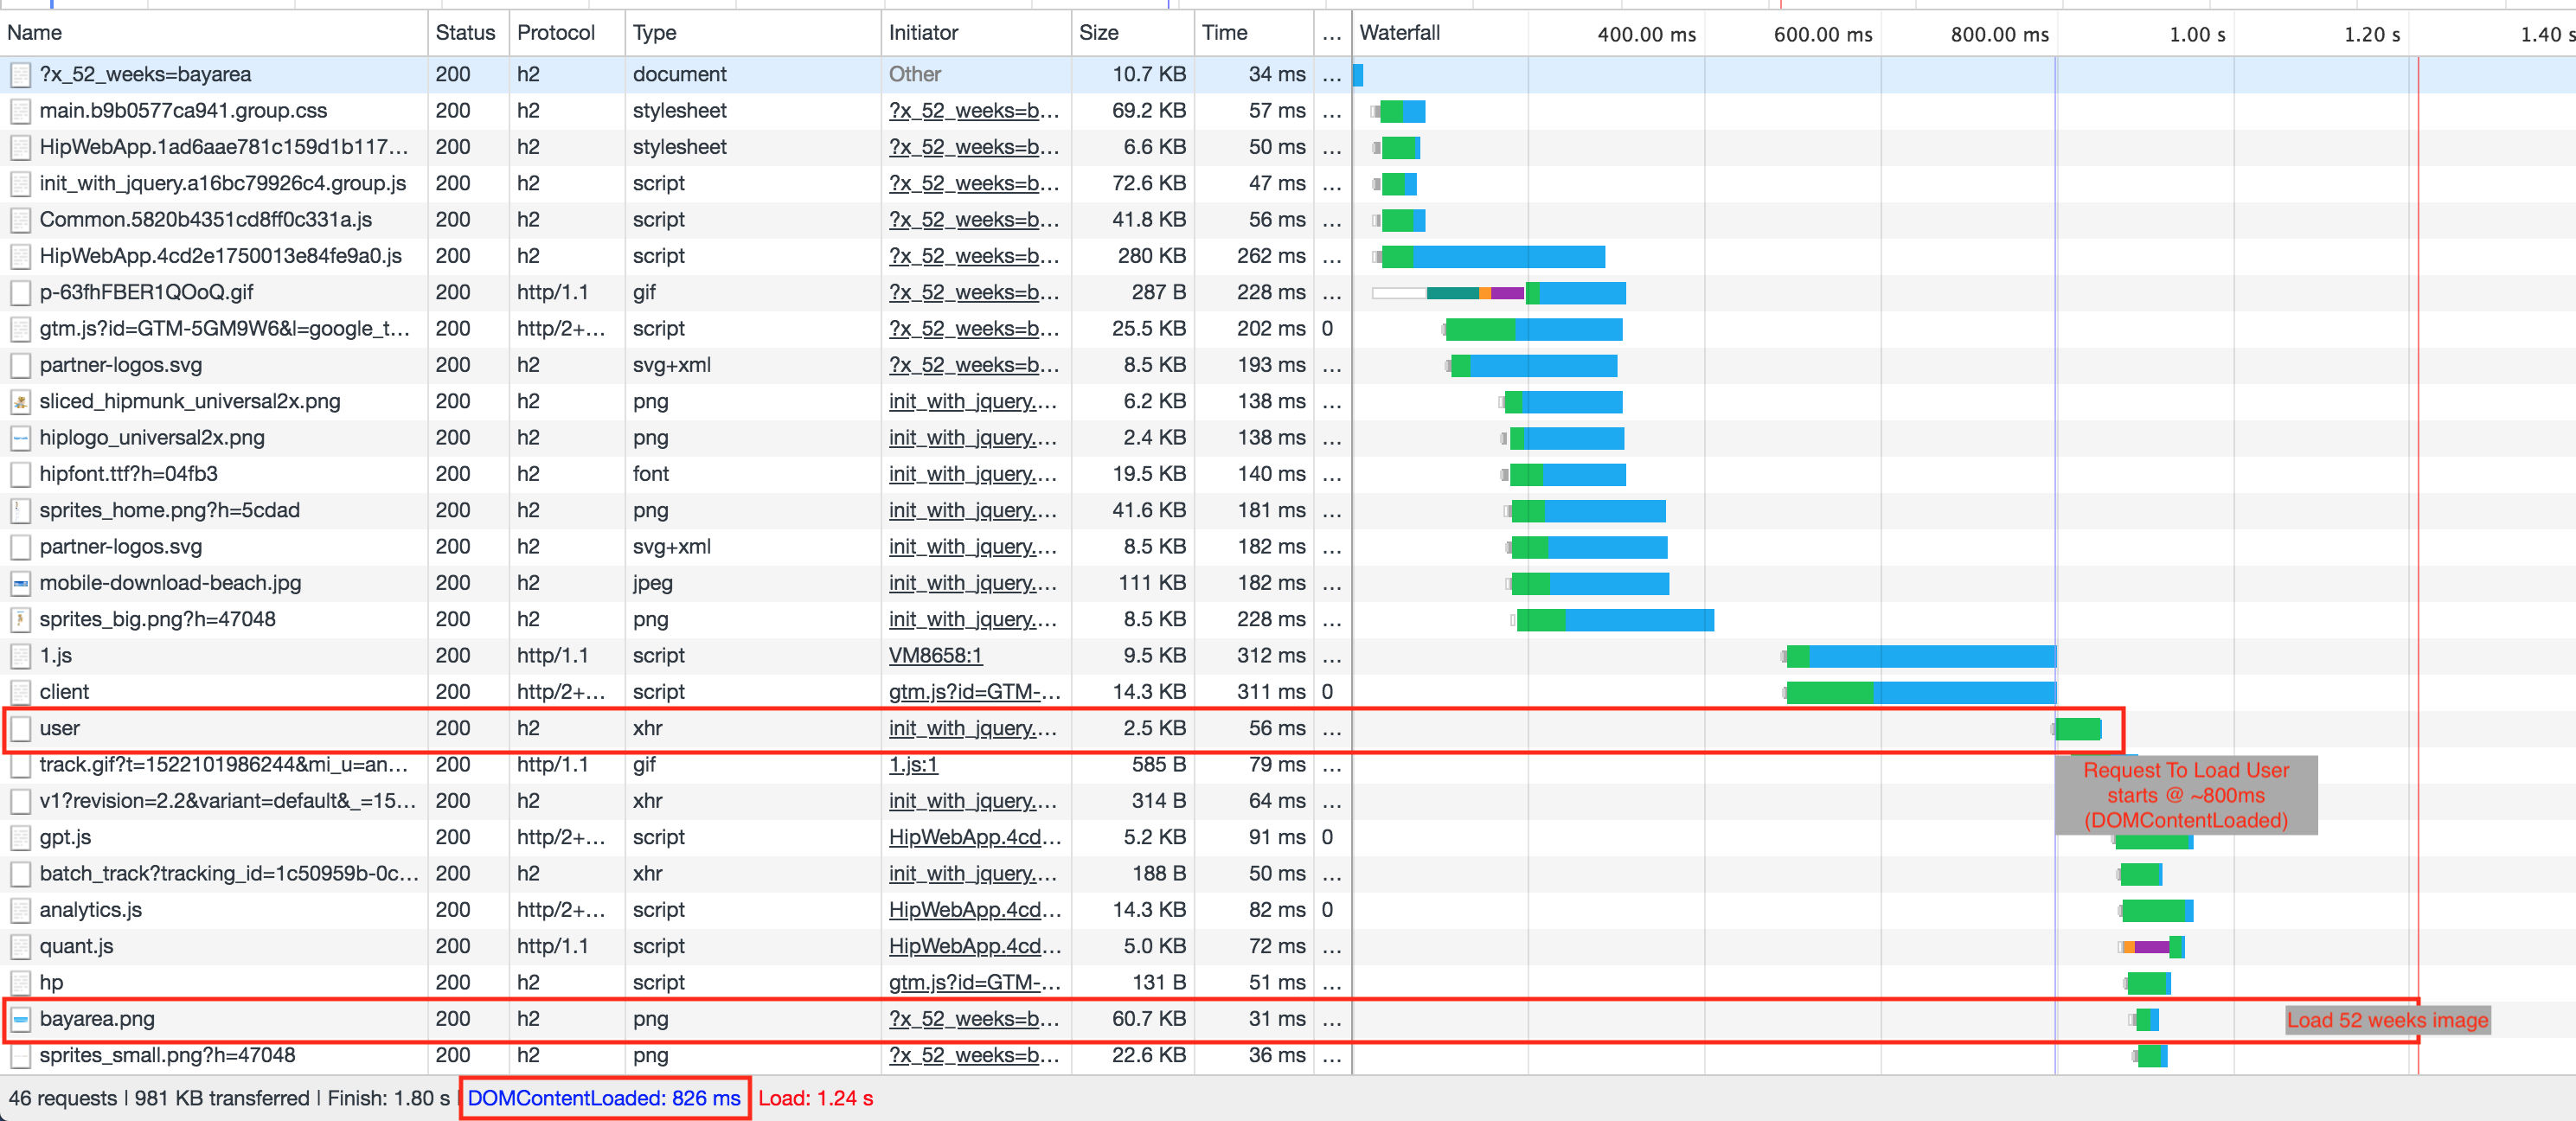 Name Status Protocol Type Initiator Size Time ... Waterfall 400.00 ms 600.00 ms 800.00 ms 1.00 s 1.20 s 1.40 s
?x_52_weeks=bayarea 200 h2 document Other 10.7 KB 34 ms ...
main.b9b0577ca941.group.css 200 h2 stylesheet ?x_52_weeks=b... 69.2 KB 57 ms ...
HipWebApp.1ad6aae781c159d1b117... 200 h2 stylesheet ?x_52_weeks=b... 6.6 KB 50 ms ...
init_with_jquery.a16bc79926c4.group.js 200 h2 script ?x_52_weeks=b... 72.6 KB 47 ms ...
Common.5820b4351cd8ff0c331a.js 200 h2 script ?x_52_weeks=b... 41.8 KB 56 ms ...
HipWebApp.4cd2e1750013e84fe9a0.js 200 h2 script ?x_52_weeks=b... 280 KB 262 ms ...
p-63fhFBER1QOoQ.gif 200 http/1.1 gif ?x_52_weeks=b... 287 B 228 ms ...
gtm.js?id=GTM-5GM9W6&l=google_t... 200 http/2+... script ?x_52_weeks=b... 25.5 KB 202 ms 0
partner-logos.svg 200 h2 svg+xml ?x_52_weeks=b... 8.5 KB 193 ms ...
sliced_hipmunk_universal2x.png 200 h2 png init_with_jquery.... 6.2 KB 138 ms ...
hiplogo_universal2x.png 200 h2 png init_with_jquery.... 2.4 KB 138 ms ...
hipfont.ttf?h=04fb3 200 h2 font init_with_jquery.... 19.5 KB 140 ms ...
sprites_home.png?h=5cdad 200 h2 png init_with_jquery.... 41.6 KB 181 ms ...
partner-logos.svg 200 h2 svg+xml init_with_jquery.... 8.5 KB 182 ms ...
mobile-download-beach.jpg 200 h2 jpeg init_with_jquery.... 111 KB 182 ms ...
sprites_big.png?h=47048 200 h2 png init_with_jquery.... 8.5 KB 228 ms ...
1.js 200 http/1.1 script VM8658:1 9.5 KB 312 ms ...
client 200 http/2+... script gtm.js?id=GTM-... 14.3 KB 311 ms 0
user 200 h2 xhr init_with_jquery.... 2.5 KB 56 ms ...
track.gif?t=1522101986244&mi_u=an... 200 http/1.1 gif 1.js:1 585 B 79 ms ...
Request To Load User
starts @ ~800ms
(DOMContentLoaded)
v1?revision=2.2&variant=default&_=15... 200 h2 xhr init_with_jquery.... 314 B 64 ms ...
gpt.js 200 http/2+... script HipWebApp.4cd... 5.2 KB 91 ms 0
batch_track?tracking_id=1c50959b-0c... 200 h2 xhr init_with_jquery.... 188 B 50 ms ...
analytics.js 200 http/2+... script HipWebApp.4cd... 14.3 KB 82 ms 0
quant.js 200 http/1.1 script HipWebApp.4cd... 5.0 KB 72 ms ...
hp 200 h2 script gtm.js?id=GTM-... 131 B 51 ms ...
bayarea.png 200 h2 png ?x_52_weeks=b... 60.7 KB 31 ms ... Load 52 weeks image
sprites_small.png?h=47048 200 h2 png ?x_52_weeks=b... 22.6 KB 36 ms ...
46 requests | 981 KB transferred | Finish: 1.80 s | DOMContentLoaded: 826 ms Load: 1.24 s